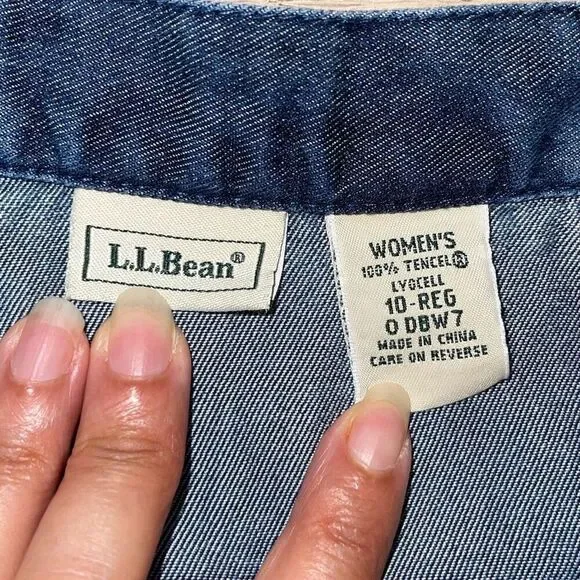 L.L.Bean®
WOMEN'S
100% TENCEL®
LYOCELL
10-REG
0 DBW7
MADE IN CHINA
CARE ON REVERSE